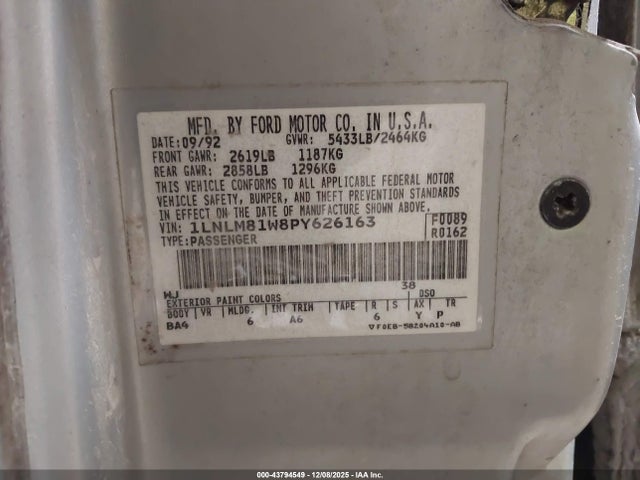 MFD. BY FORD MOTOR CO. IN U.S.A.
DATE: 09/92 GVWR: 5433LB/2464KG
FRONT GAWR: 2619LB 1187KG
REAR GAWR: 2858LB 1296KG
THIS VEHICLE CONFORMS TO ALL APPLICABLE FEDERAL MOTOR
VEHICLE SAFETY, BUMPER, AND THEFT PREVENTION STANDARDS
IN EFFECT ON THE DATE OF MANUFACTURE SHOWN ABOVE.
VIN: 1LNLM81W8PY626163 F0089
TYPE: PASSENGER R0162
WJ 38
EXTERIOR PAINT COLORS DSO
BODY VR MLDG. INT TRIM TAPE R S AX TR
BA4 6 A6 6 Y P
F0EB-58204A10-AB
000-43794549 | 12/08/2025 | IAA Inc.